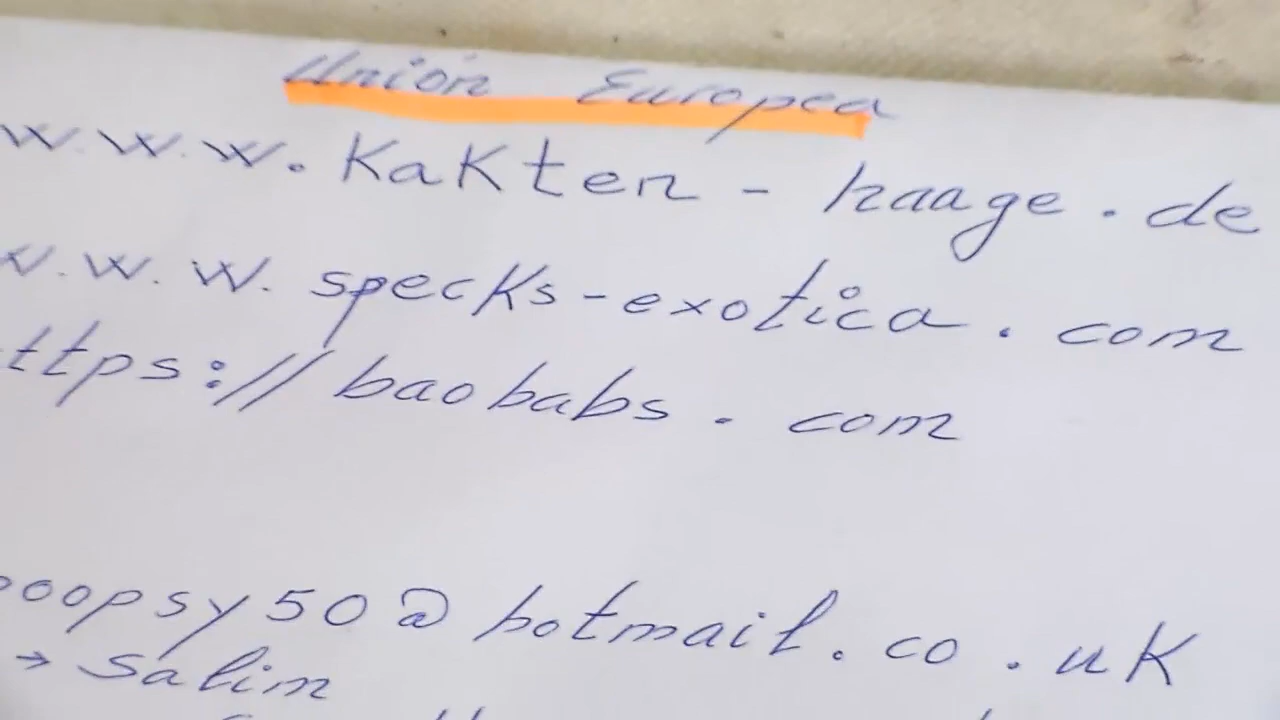 Unión Europea
w.w.w. Kakten - haage . de
w.w.w. specks - exotica . com
ttps:// baobabs . com
oopsy50@hotmail.co.uk
→ Salim